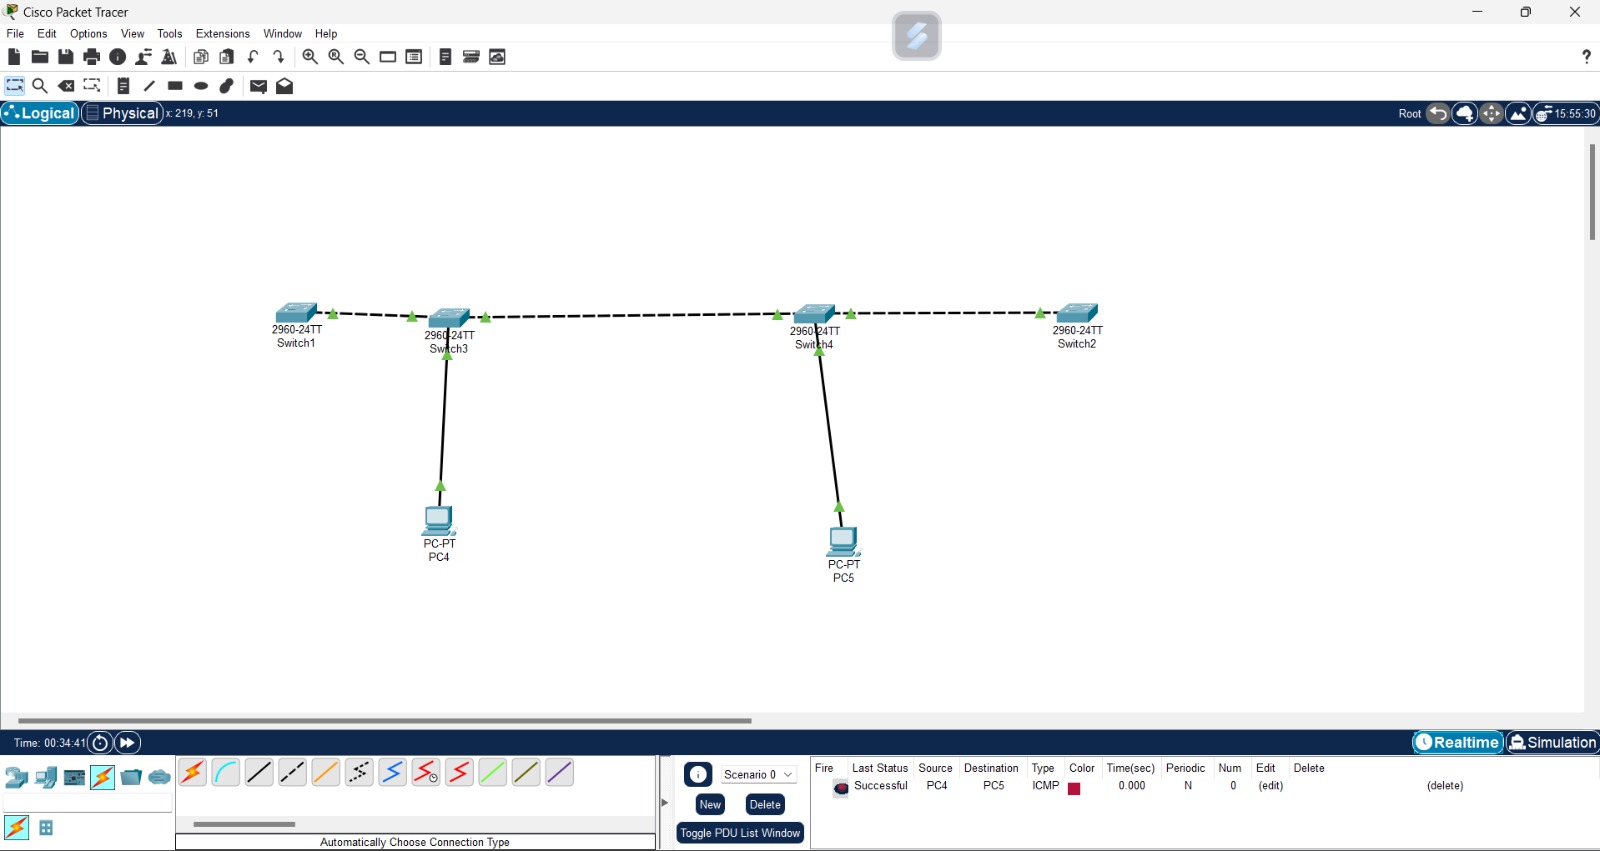 Cisco Packet Tracer
File Edit Options View Tools Extensions Window Help
?
Logical Physical x: 219, y: 51 Root 15:55:30
2960-24TT
Switch1
2960-24TT
Switch3
2960-24TT
Switch4
2960-24TT
Switch2
PC-PT
PC4
PC-PT
PC5
Time: 00:34:41 Realtime Simulation
Scenario 0
New Delete
Toggle PDU List Window
Fire Last Status Source Destination Type Color Time(sec) Periodic Num Edit Delete
Successful PC4 PC5 ICMP 0.000 N 0 (edit) (delete)
Automatically Choose Connection Type